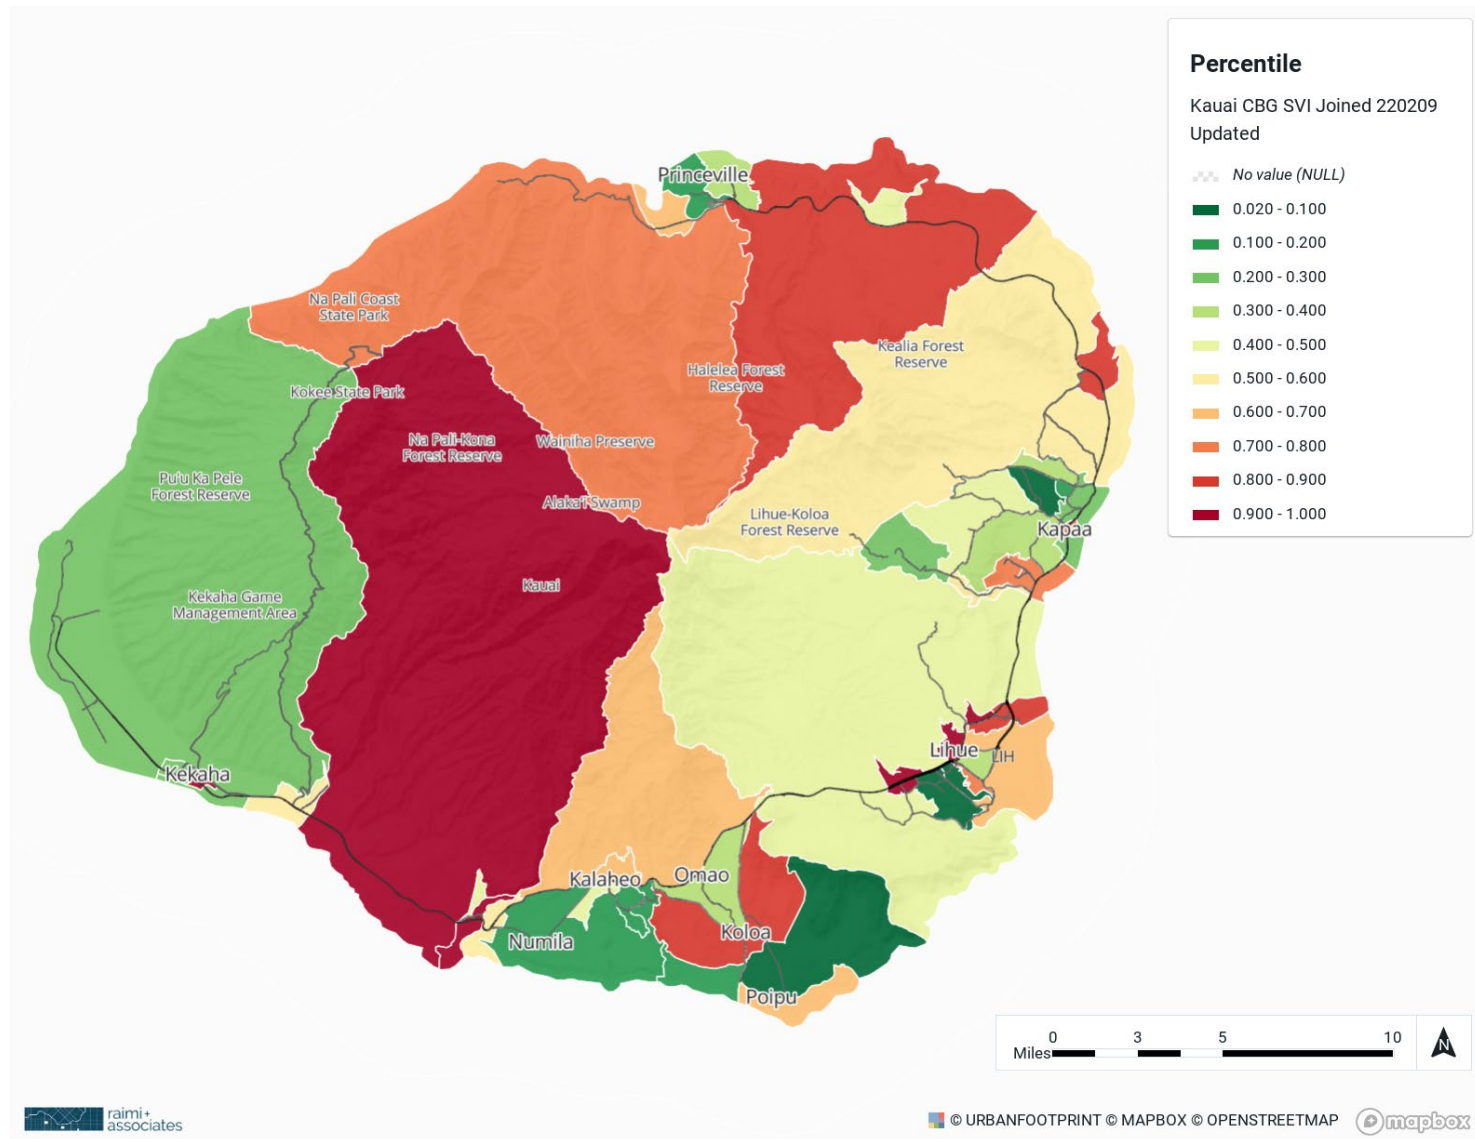 Percentile
Kauai CBG SVI Joined 220209
Updated
No value (NULL)
0.020 - 0.100
0.100 - 0.200
0.200 - 0.300
0.300 - 0.400
0.400 - 0.500
0.500 - 0.600
0.600 - 0.700
0.700 - 0.800
0.800 - 0.900
0.900 - 1.000
Princeville
Na Pali Coast
State Park
Kealia Forest
Reserve
Halelea Forest
Reserve
Kokee State Park
Na Pali-Kona
Forest Reserve
Wainiha Preserve
Pu'u Ka Pele
Forest Reserve
Alaka'i Swamp
Lihue-Koloa
Forest Reserve
Kapaa
Kauai
Kekaha Game
Management Area
Lihue
LIH
Kekaha
Kalaheo
Omao
Koloa
Numila
Poipu
Miles
0
3
5
10
N
raimi+
associates
© URBANFOOTPRINT © MAPBOX © OPENSTREETMAP
mapbox